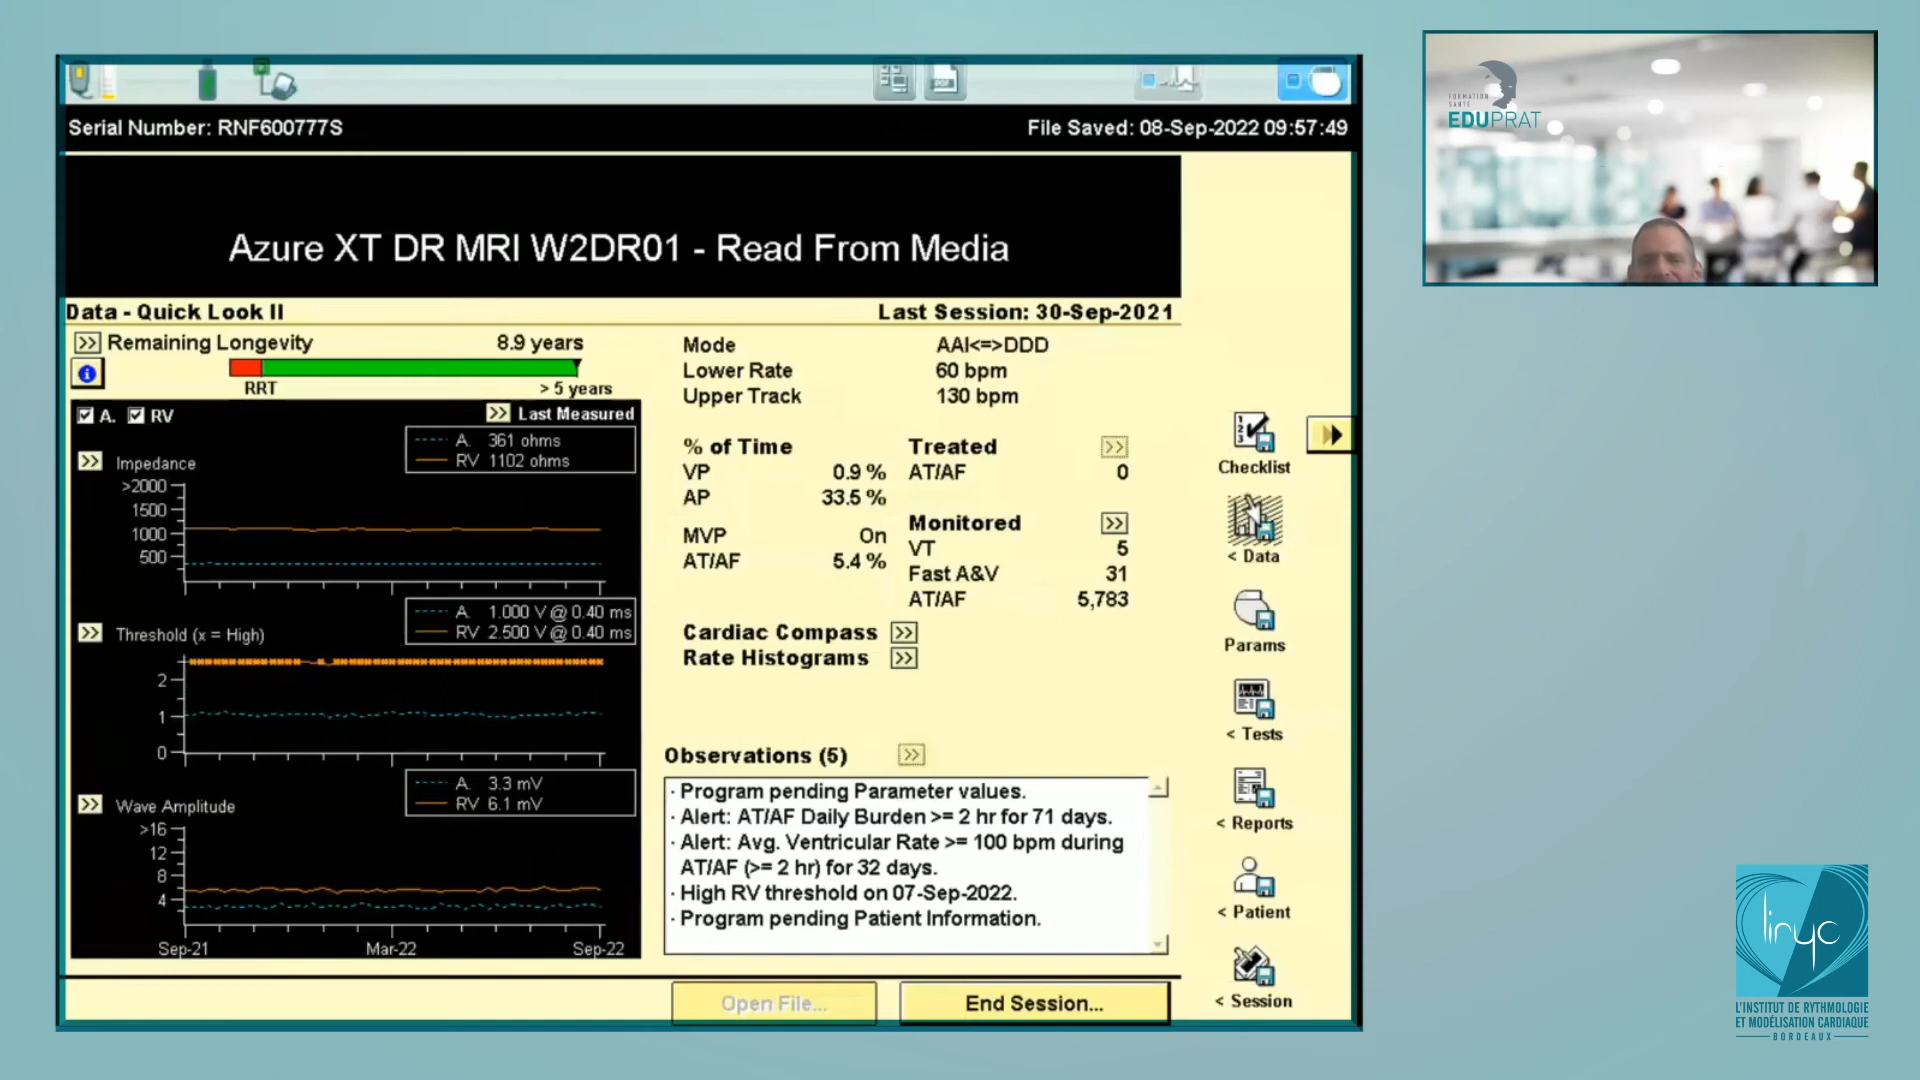 Serial Number: RNF600777S
File Saved: 08-Sep-2022 09:57:49
Azure XT DR MRI W2DR01 - Read From Media
Data - Quick Look II
Last Session: 30-Sep-2021
>> Remaining Longevity 8.9 years
RRT > 5 years
A. RV >> Last Measured
A. 361 ohms
RV 1102 ohms
>> Impedance
>2000
1500
1000
500
A. 1.000 V @ 0.40 ms
RV 2.500 V @ 0.40 ms
>> Threshold (x = High)
2
1
0
A. 3.3 mV
RV 6.1 mV
>> Wave Amplitude
>16
12
8
4
Sep-21 Mar-22 Sep-22
Mode AAI<=>DDD
Lower Rate 60 bpm
Upper Track 130 bpm
% of Time
VP 0.9 %
AP 33.5 %
MVP On
AT/AF 5.4 %
Treated >>
AT/AF 0
Monitored >>
VT 5
Fast A&V 31
AT/AF 5,783
Cardiac Compass >>
Rate Histograms >>
Observations (5) >>
· Program pending Parameter values.
· Alert: AT/AF Daily Burden >= 2 hr for 71 days.
· Alert: Avg. Ventricular Rate >= 100 bpm during
AT/AF (>= 2 hr) for 32 days.
· High RV threshold on 07-Sep-2022.
· Program pending Patient Information.
Open File...
End Session...
Checklist
< Data
Params
< Tests
< Reports
< Patient
< Session
FORMATION
SANTÉ
EDUPRAT
liryc
L'INSTITUT DE RYTHMOLOGIE
ET MODÉLISATION CARDIAQUE
BORDEAUX